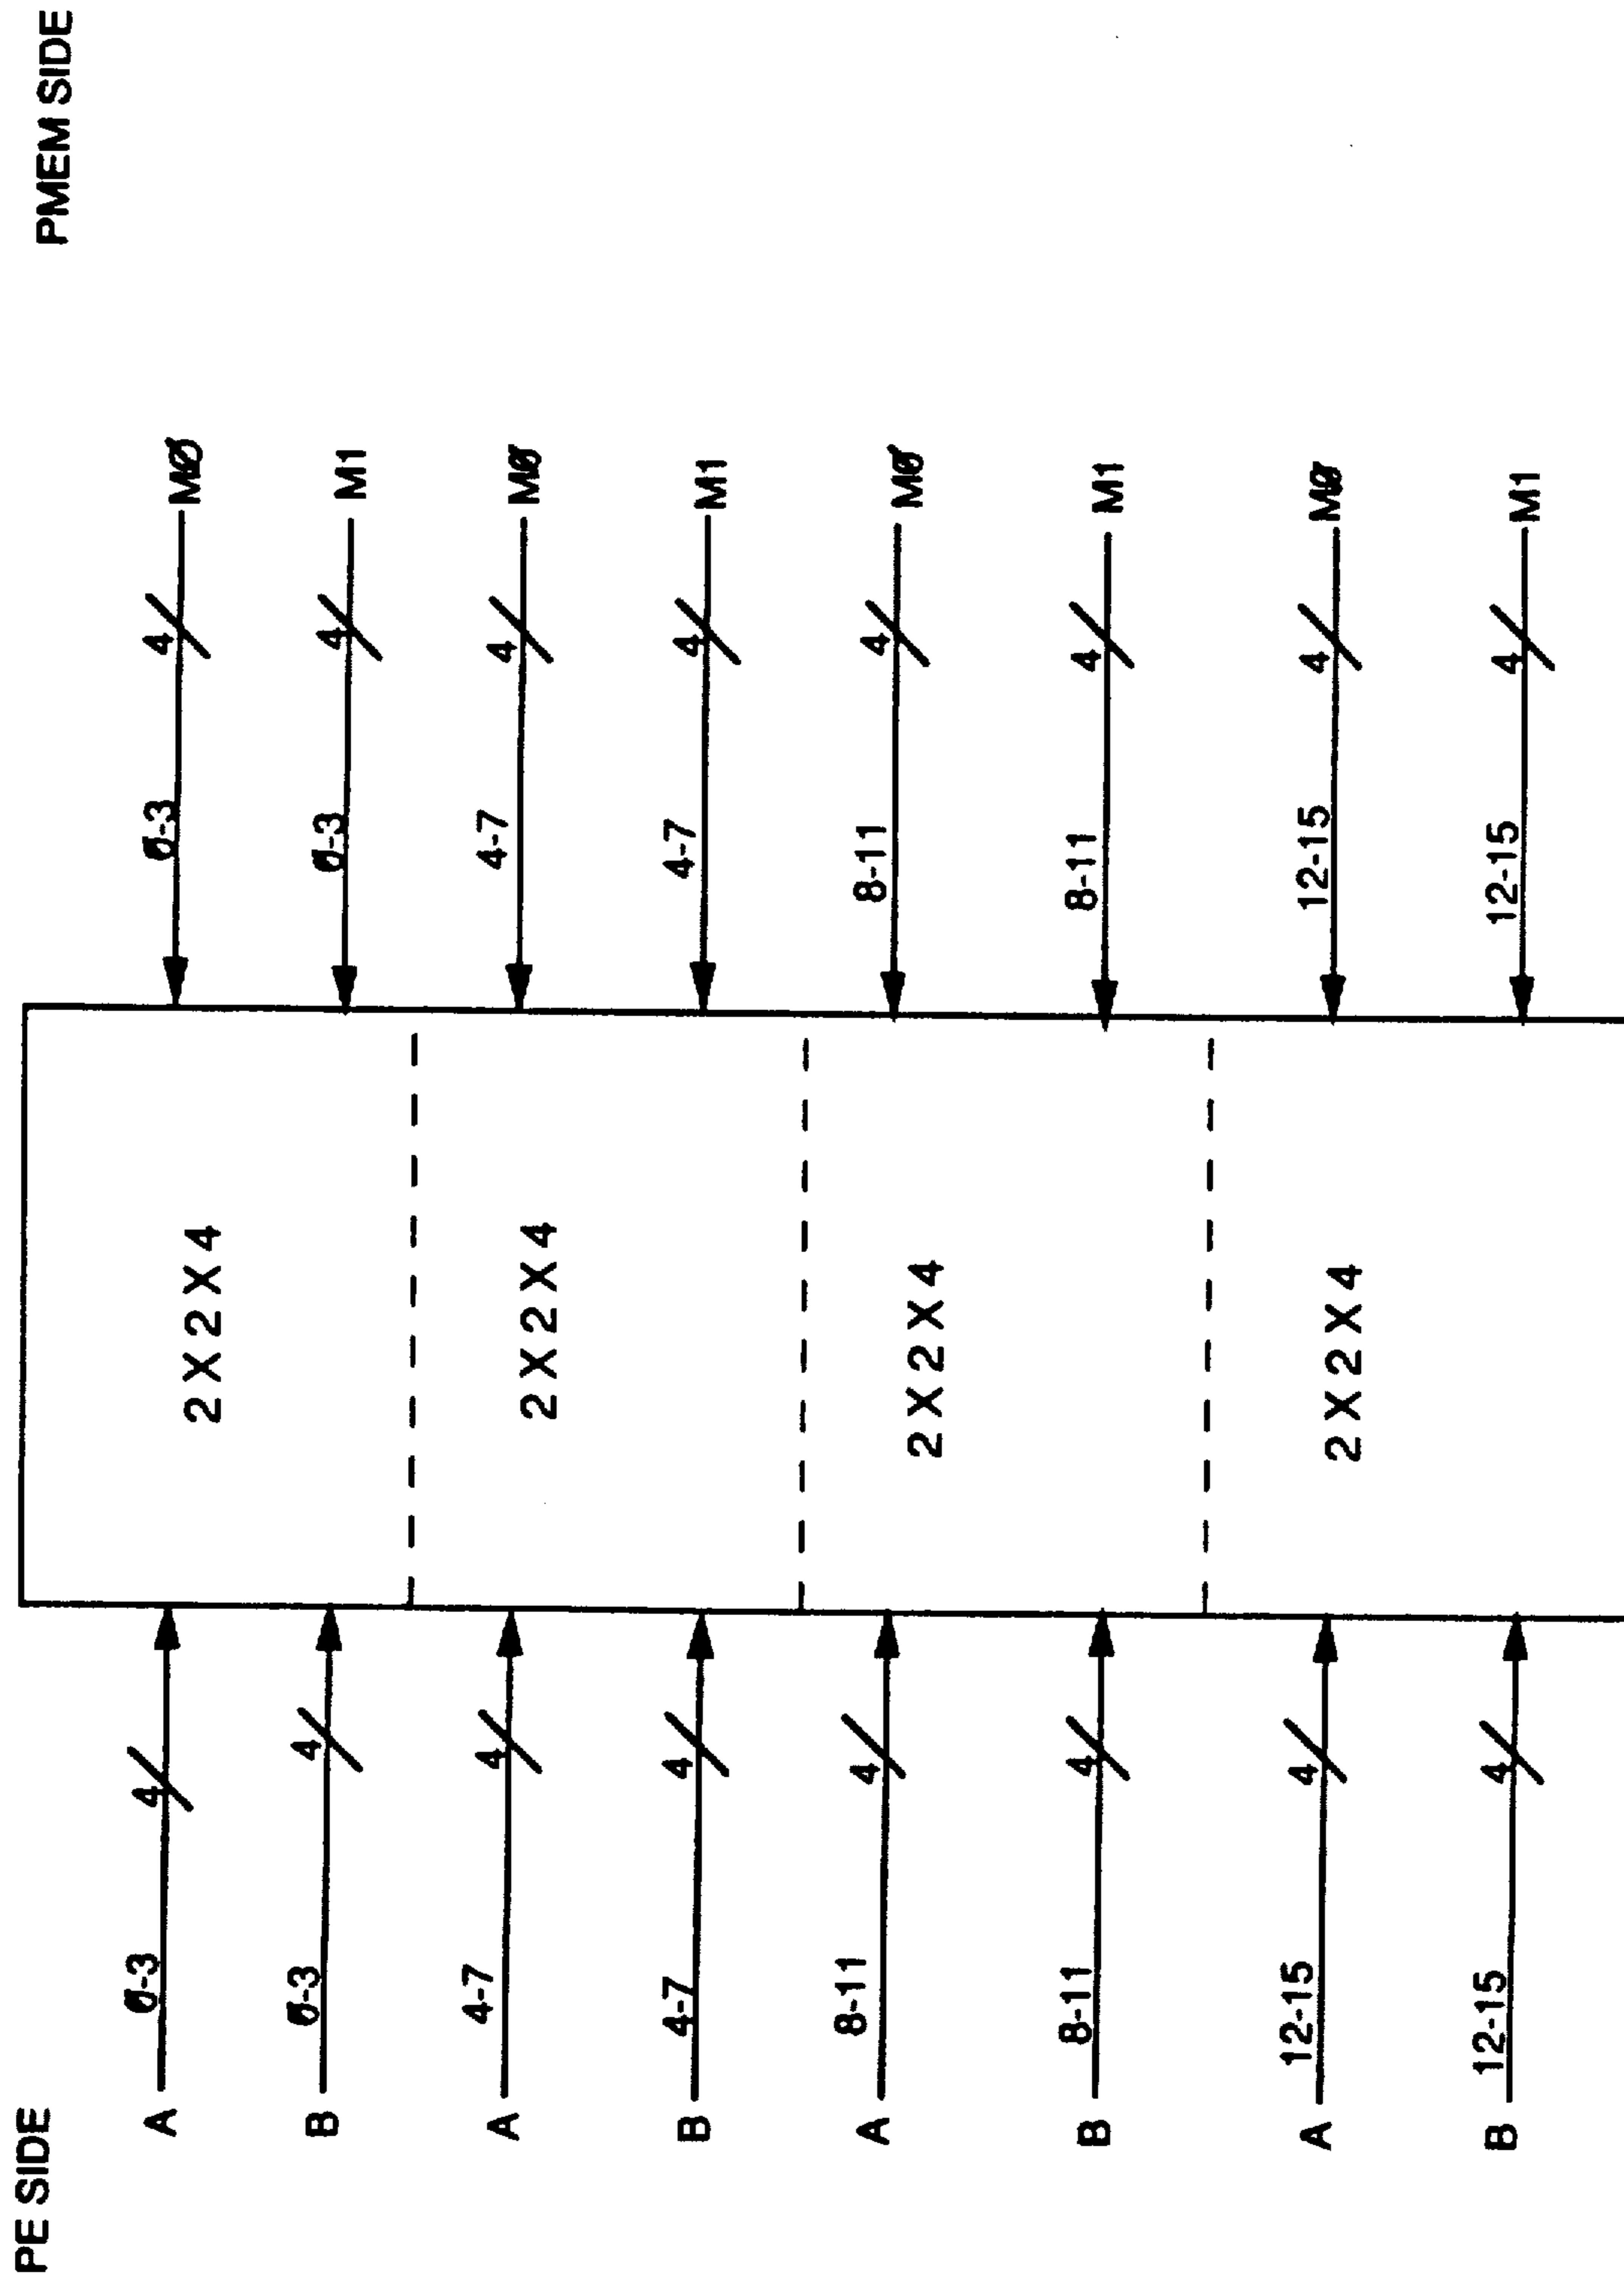 PE SIDE
PMEM SIDE
A Ø-3 4
2 X 2 X 4
Ø-3 4 MØ
B Ø-3 4
Ø-3 4 M1
A 4-7 4
2 X 2 X 4
4-7 4 MØ
B 4-7 4
4-7 4 M1
A 8-11 4
2 X 2 X 4
8-11 4 MØ
B 8-11 4
8-11 4 M1
A 12-15 4
2 X 2 X 4
12-15 4 MØ
B 12-15 4
12-15 4 M1